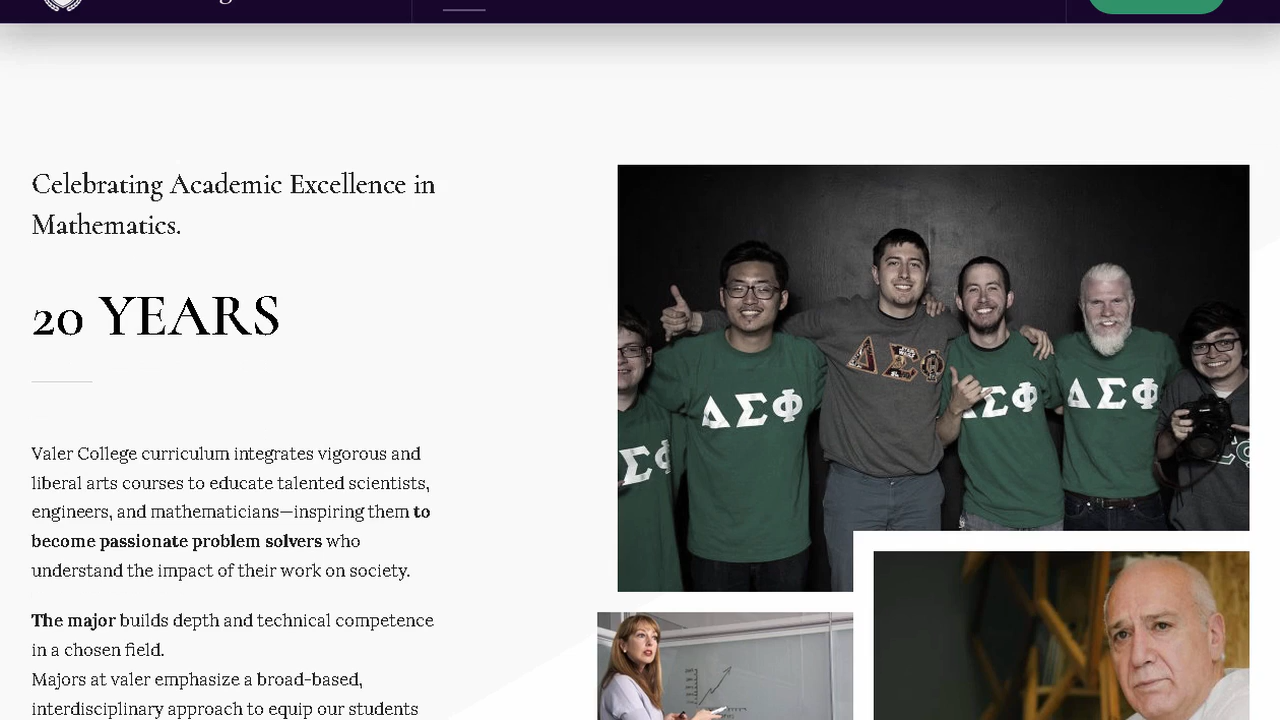 Celebrating Academic Excellence in
Mathematics.
20 YEARS
Valer College curriculum integrates vigorous and
liberal arts courses to educate talented scientists,
engineers, and mathematicians—inspiring them to
become passionate problem solvers who
understand the impact of their work on society.
The major builds depth and technical competence
in a chosen field.
Majors at valer emphasize a broad-based,
interdisciplinary approach to equip our students
ΣΦ
ΔΣΦ
ΔΣΦ
ΔΣΦ
ΔΣΦ